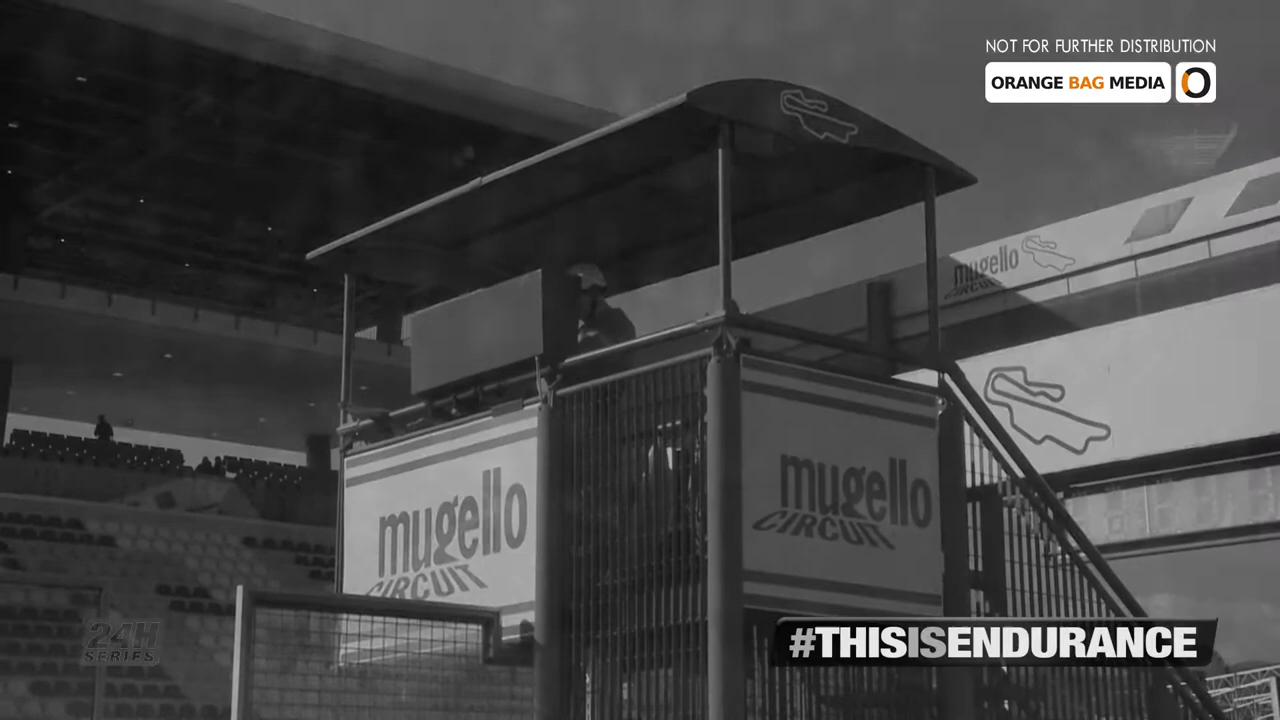 NOT FOR FURTHER DISTRIBUTION
ORANGE BAG MEDIA
mugello
CIRCUIT
mugello
CIRCUIT
mugello
CIRCUIT
24H
SERIES
#THISISENDURANCE